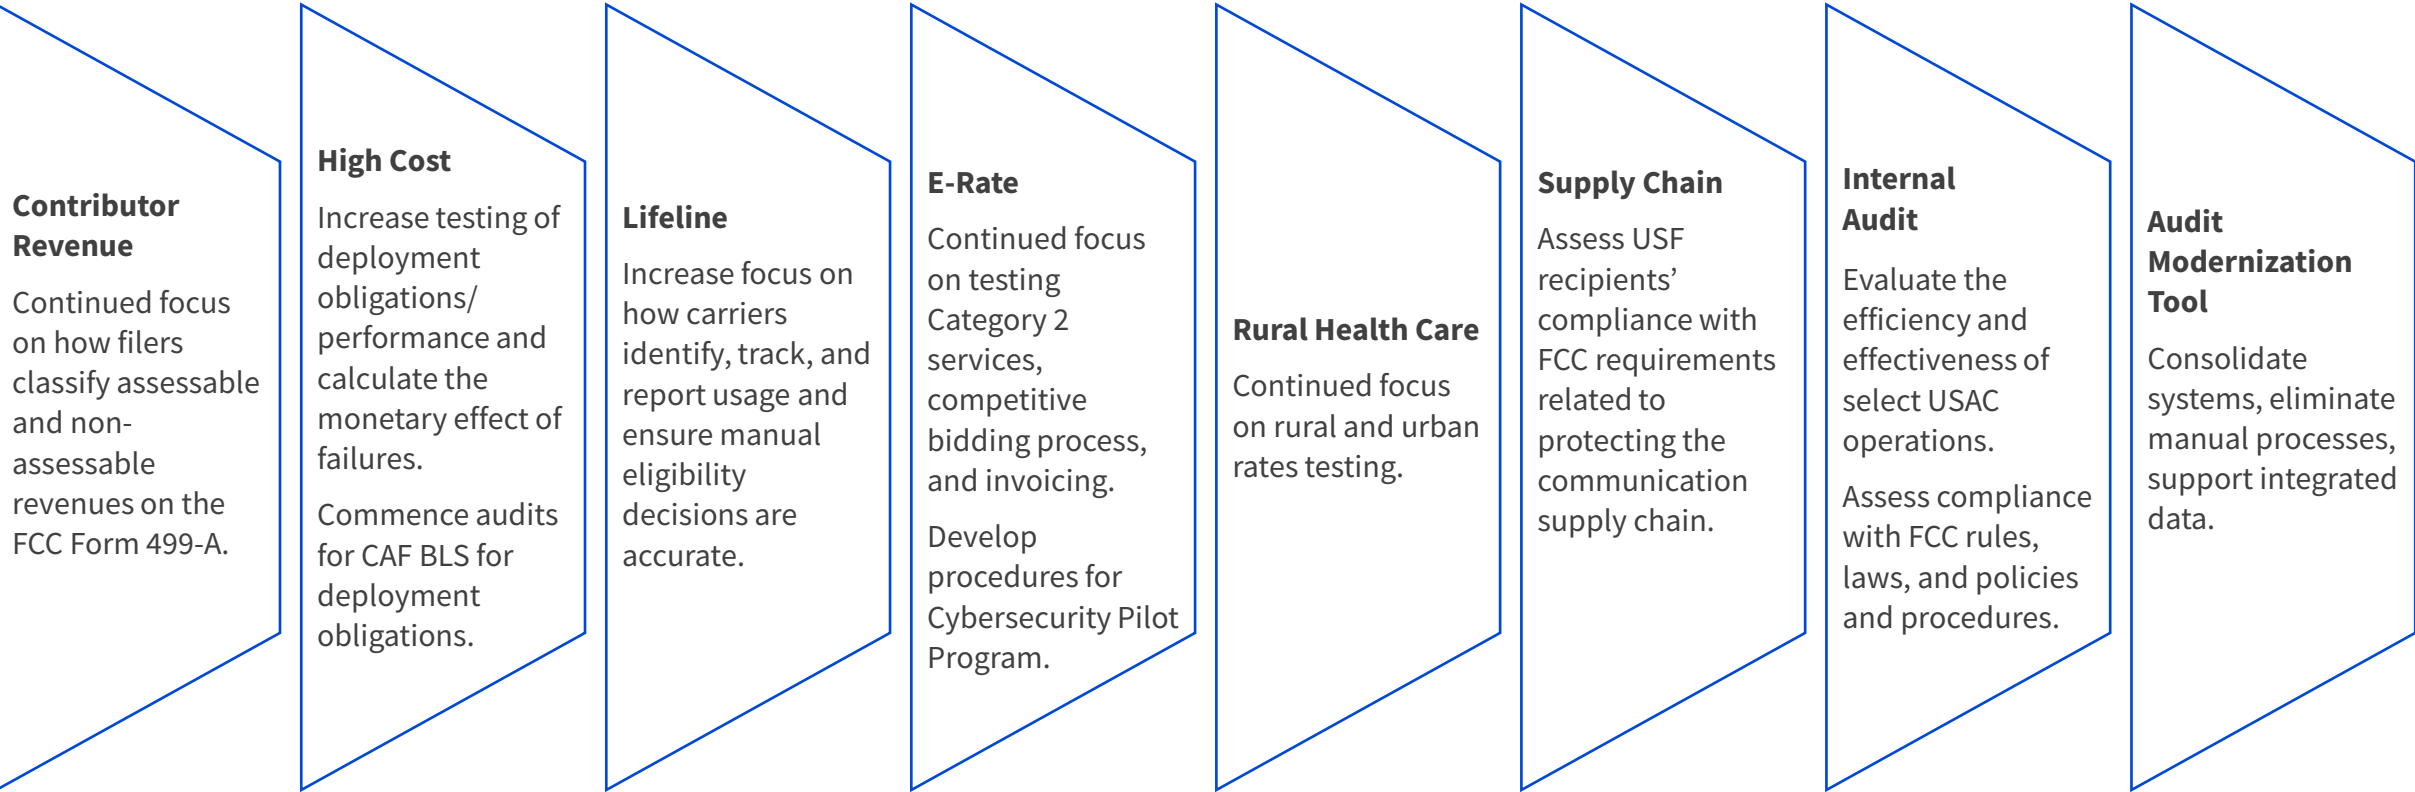 Contributor
Revenue
Continued focus
on how filers
classify assessable
and non-
assessable
revenues on the
FCC Form 499-A.
High Cost
Increase testing of
deployment
obligations/
performance and
calculate the
monetary effect of
failures.
Commence audits
for CAF BLS for
deployment
obligations.
Lifeline
Increase focus on
how carriers
identify, track, and
report usage and
ensure manual
eligibility
decisions are
accurate.
E-Rate
Continued focus
on testing
Category 2
services,
competitive
bidding process,
and invoicing.
Develop
procedures for
Cybersecurity Pilot
Program.
Rural Health Care
Continued focus
on rural and urban
rates testing.
Supply Chain
Assess USF
recipients’
compliance with
FCC requirements
related to
protecting the
communication
supply chain.
Internal
Audit
Evaluate the
efficiency and
effectiveness of
select USAC
operations.
Assess compliance
with FCC rules,
laws, and policies
and procedures.
Audit
Modernization
Tool
Consolidate
systems, eliminate
manual processes,
support integrated
data.